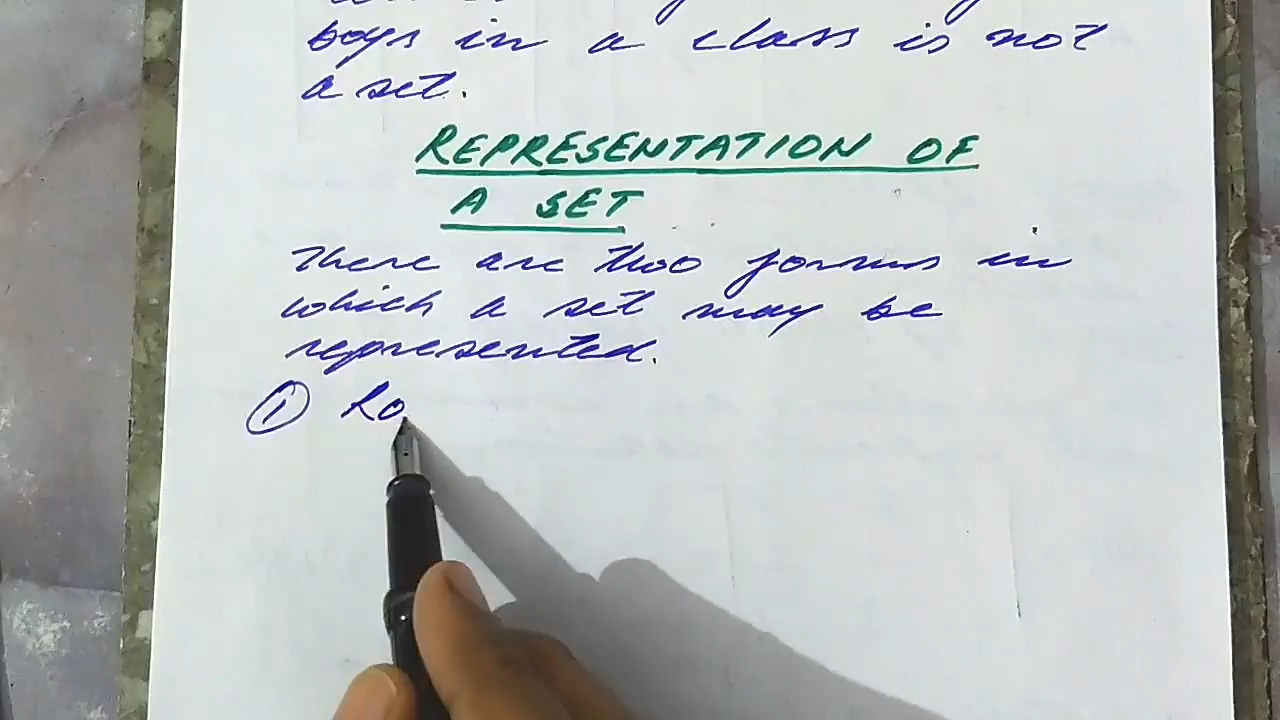 boys in a class is not
a set.
REPRESENTATION OF
A SET
There are two forms in
which a set may be
represented.
① Ro